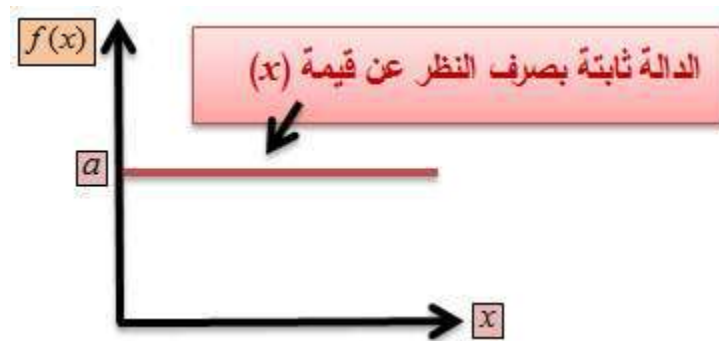 f(x)
الدالة ثابتة بصرف النظر عن قيمة (x)
a
x